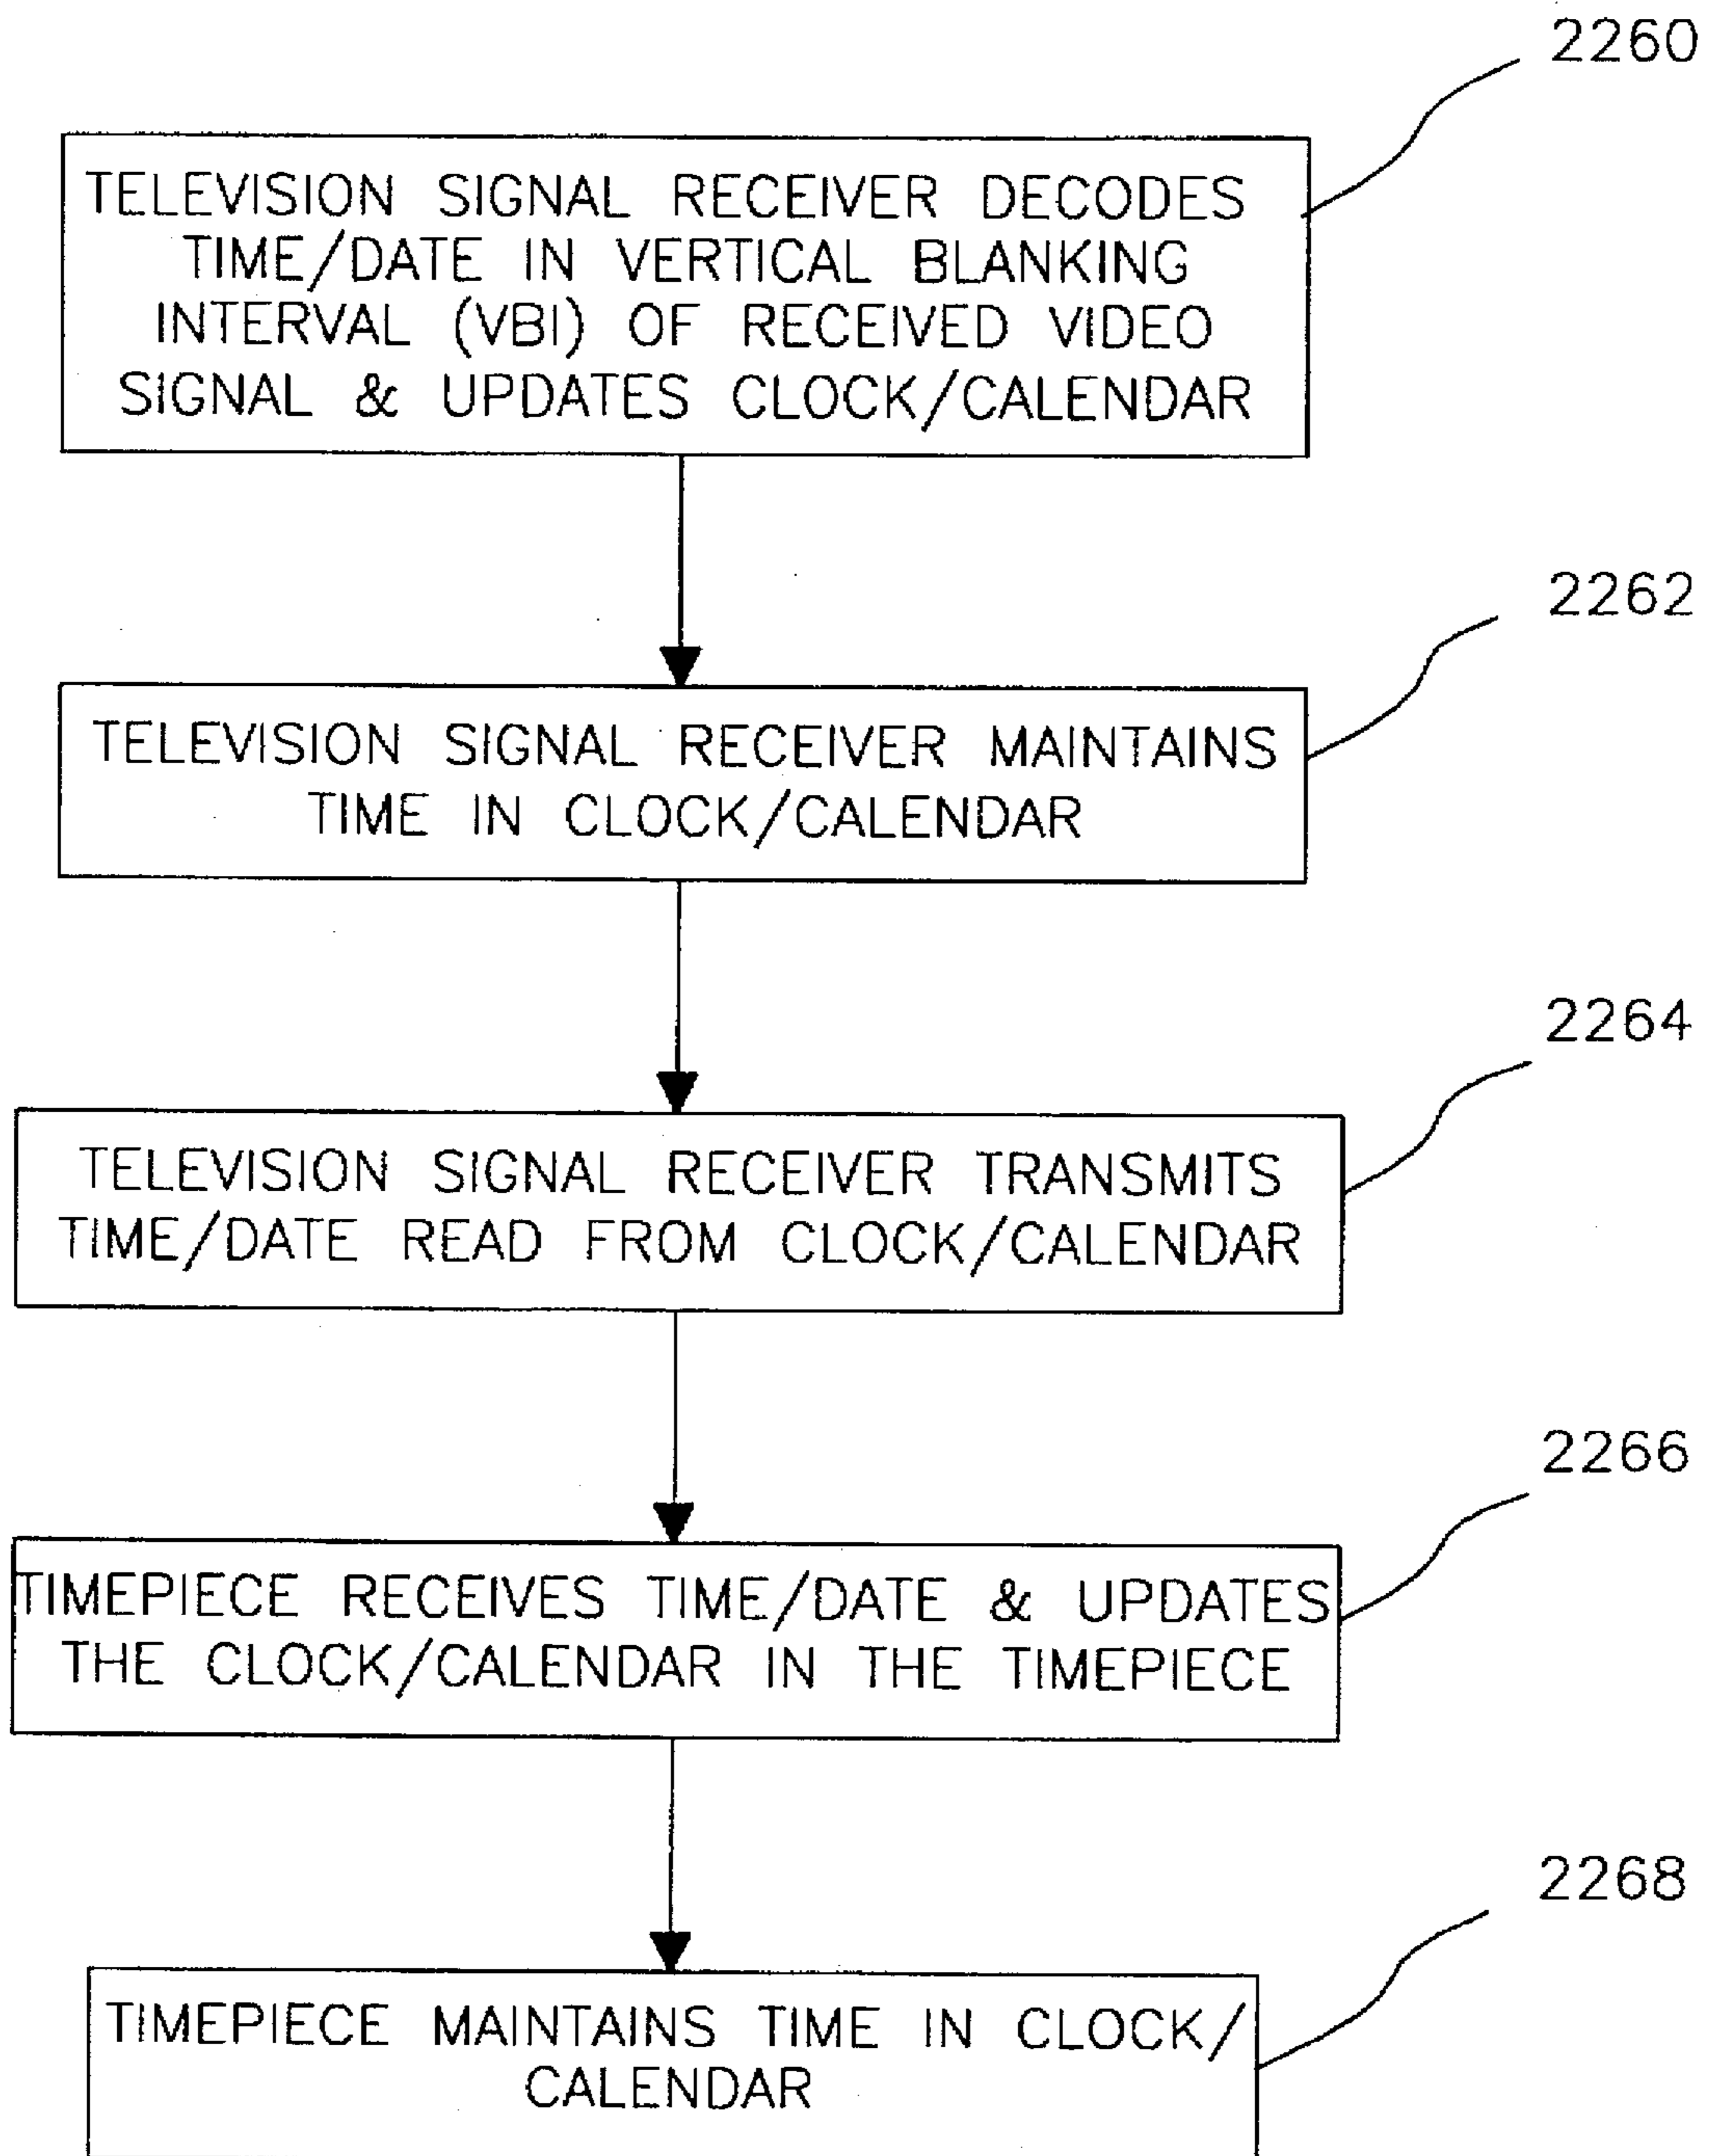 2260
TELEVISION SIGNAL RECEIVER DECODES
TIME/DATE IN VERTICAL BLANKING
INTERVAL (VBI) OF RECEIVED VIDEO
SIGNAL & UPDATES CLOCK/CALENDAR
2262
TELEVISION SIGNAL RECEIVER MAINTAINS
TIME IN CLOCK/CALENDAR
2264
TELEVISION SIGNAL RECEIVER TRANSMITS
TIME/DATE READ FROM CLOCK/CALENDAR
2266
TIMEPIECE RECEIVES TIME/DATE & UPDATES
THE CLOCK/CALENDAR IN THE TIMEPIECE
2268
TIMEPIECE MAINTAINS TIME IN CLOCK/
CALENDAR